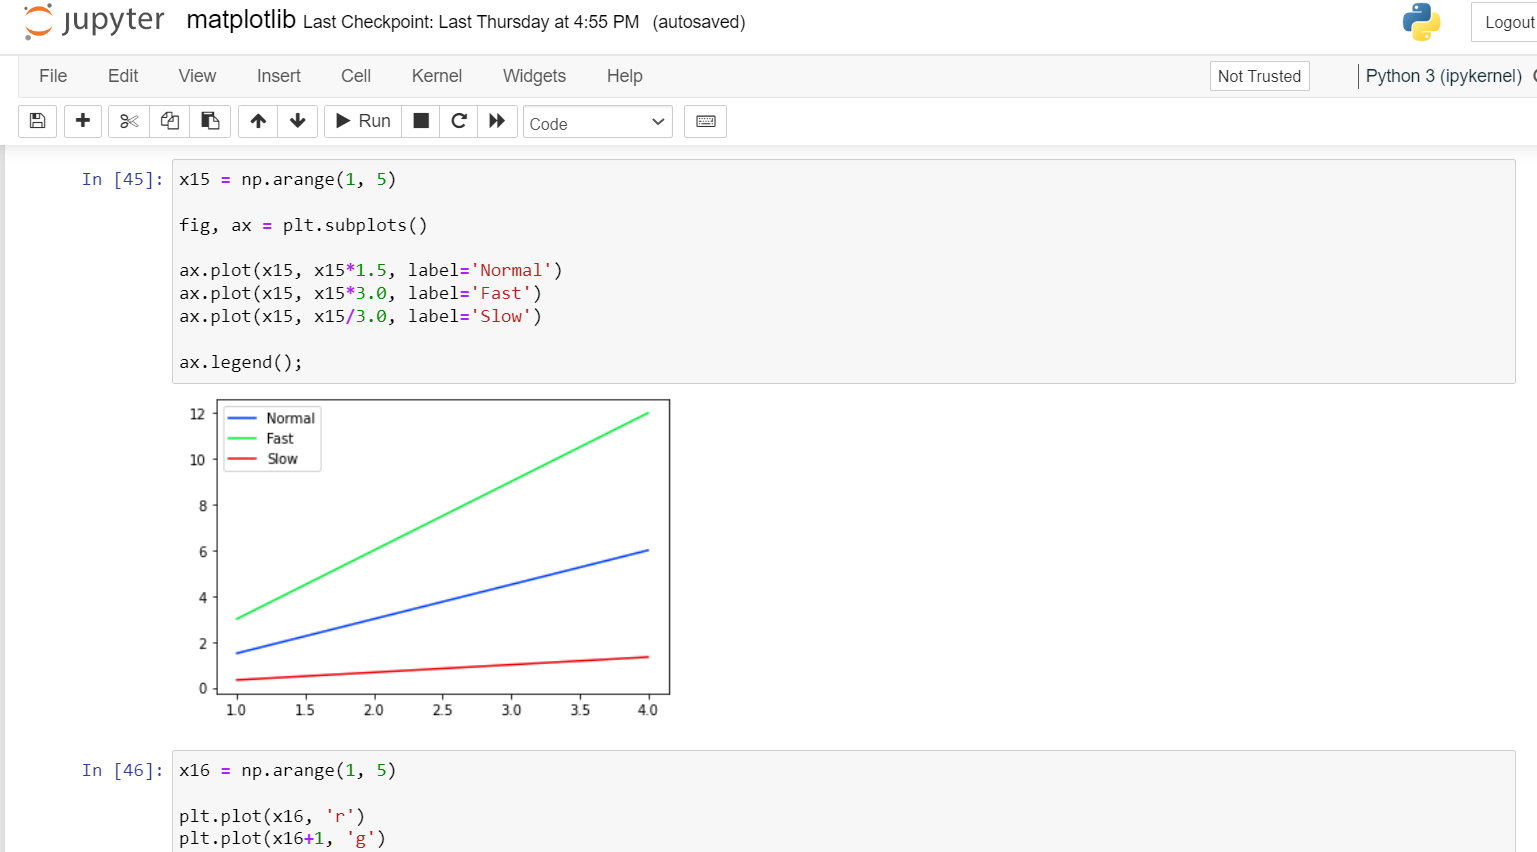 jupyter matplotlib Last Checkpoint: Last Thursday at 4:55 PM (autosaved) Logout
File Edit View Insert Cell Kernel Widgets Help Not Trusted Python 3 (ipykernel)
Run Code
In [45]: x15 = np.arange(1, 5)
fig, ax = plt.subplots()
ax.plot(x15, x15*1.5, label='Normal')
ax.plot(x15, x15*3.0, label='Fast')
ax.plot(x15, x15/3.0, label='Slow')
ax.legend();
12
Normal
Fast
10
Slow
8
6
4
2
0
1.0 1.5 2.0 2.5 3.0 3.5 4.0
In [46]: x16 = np.arange(1, 5)
plt.plot(x16, 'r')
plt.plot(x16+1, 'g')